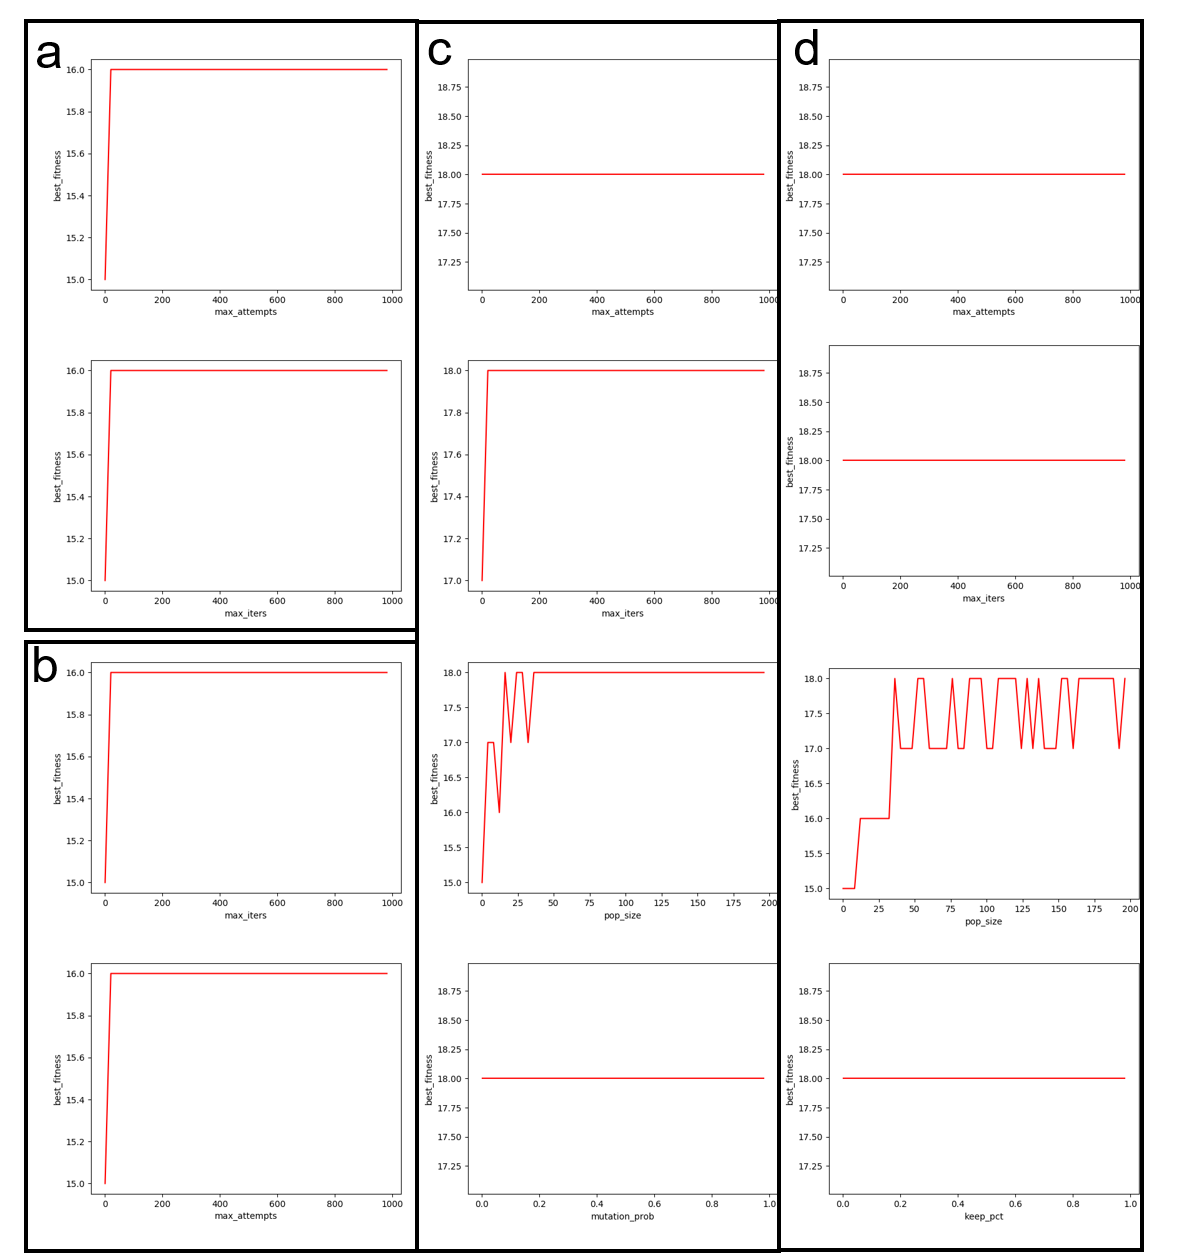 a
16.0
15.8
15.6
15.4
15.2
15.0
best_fitness
0 200 400 600 800 1000
max_attempts
16.0
15.8
15.6
15.4
15.2
15.0
best_fitness
0 200 400 600 800 1000
max_iters
b
16.0
15.8
15.6
15.4
15.2
15.0
best_fitness
0 200 400 600 800 1000
max_iters
16.0
15.8
15.6
15.4
15.2
15.0
best_fitness
0 200 400 600 800 1000
max_attempts
c
18.75
18.50
18.25
18.00
17.75
17.50
17.25
best_fitness
0 200 400 600 800 1000
max_attempts
18.0
17.8
17.6
17.4
17.2
17.0
best_fitness
0 200 400 600 800 1000
max_iters
18.0
17.5
17.0
16.5
16.0
15.5
15.0
best_fitness
0 25 50 75 100 125 150 175 200
pop_size
18.75
18.50
18.25
18.00
17.75
17.50
17.25
best_fitness
0.0 0.2 0.4 0.6 0.8 1.0
mutation_prob
d
18.75
18.50
18.25
18.00
17.75
17.50
17.25
best_fitness
0 200 400 600 800 1000
max_attempts
18.75
18.50
18.25
18.00
17.75
17.50
17.25
best_fitness
0 200 400 600 800 1000
max_iters
18.0
17.5
17.0
16.5
16.0
15.5
15.0
best_fitness
0 25 50 75 100 125 150 175 200
pop_size
18.75
18.50
18.25
18.00
17.75
17.50
17.25
best_fitness
0.0 0.2 0.4 0.6 0.8 1.0
keep_pct